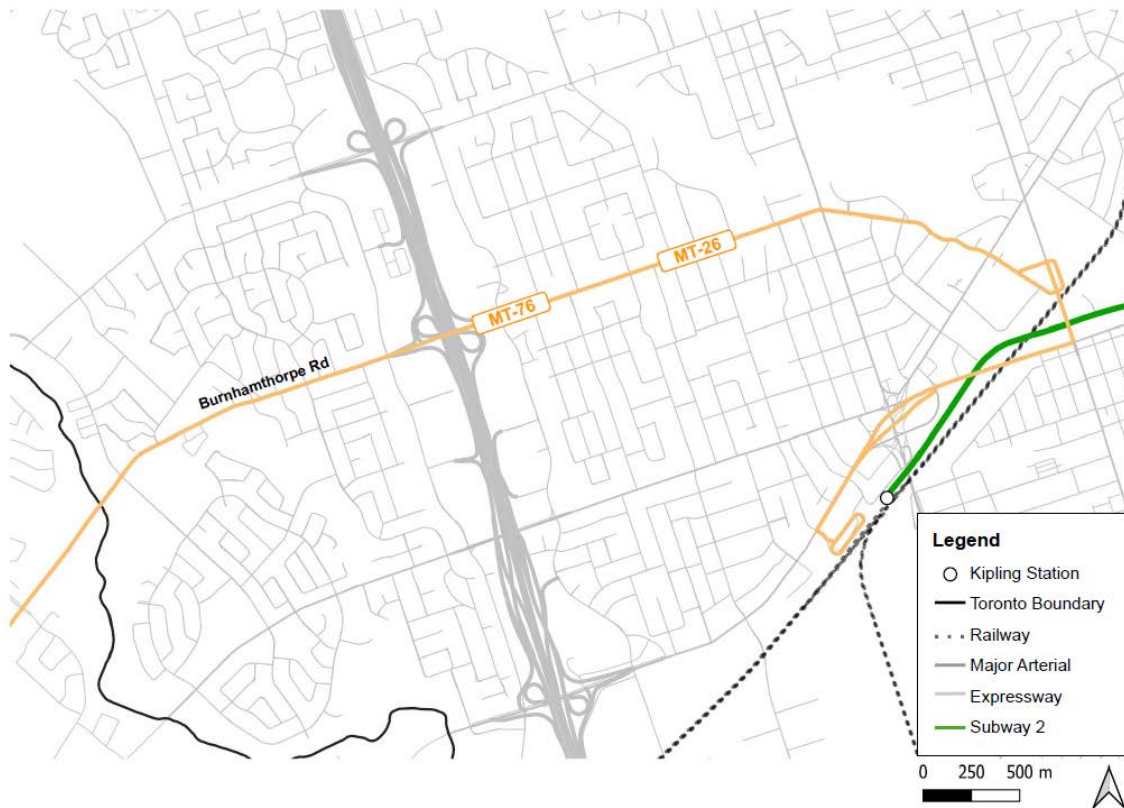 MT-26
MT-76
Burnhamthorpe Rd
Legend
Kipling Station
Toronto Boundary
Railway
Major Arterial
Expressway
Subway 2
0 250 500 m